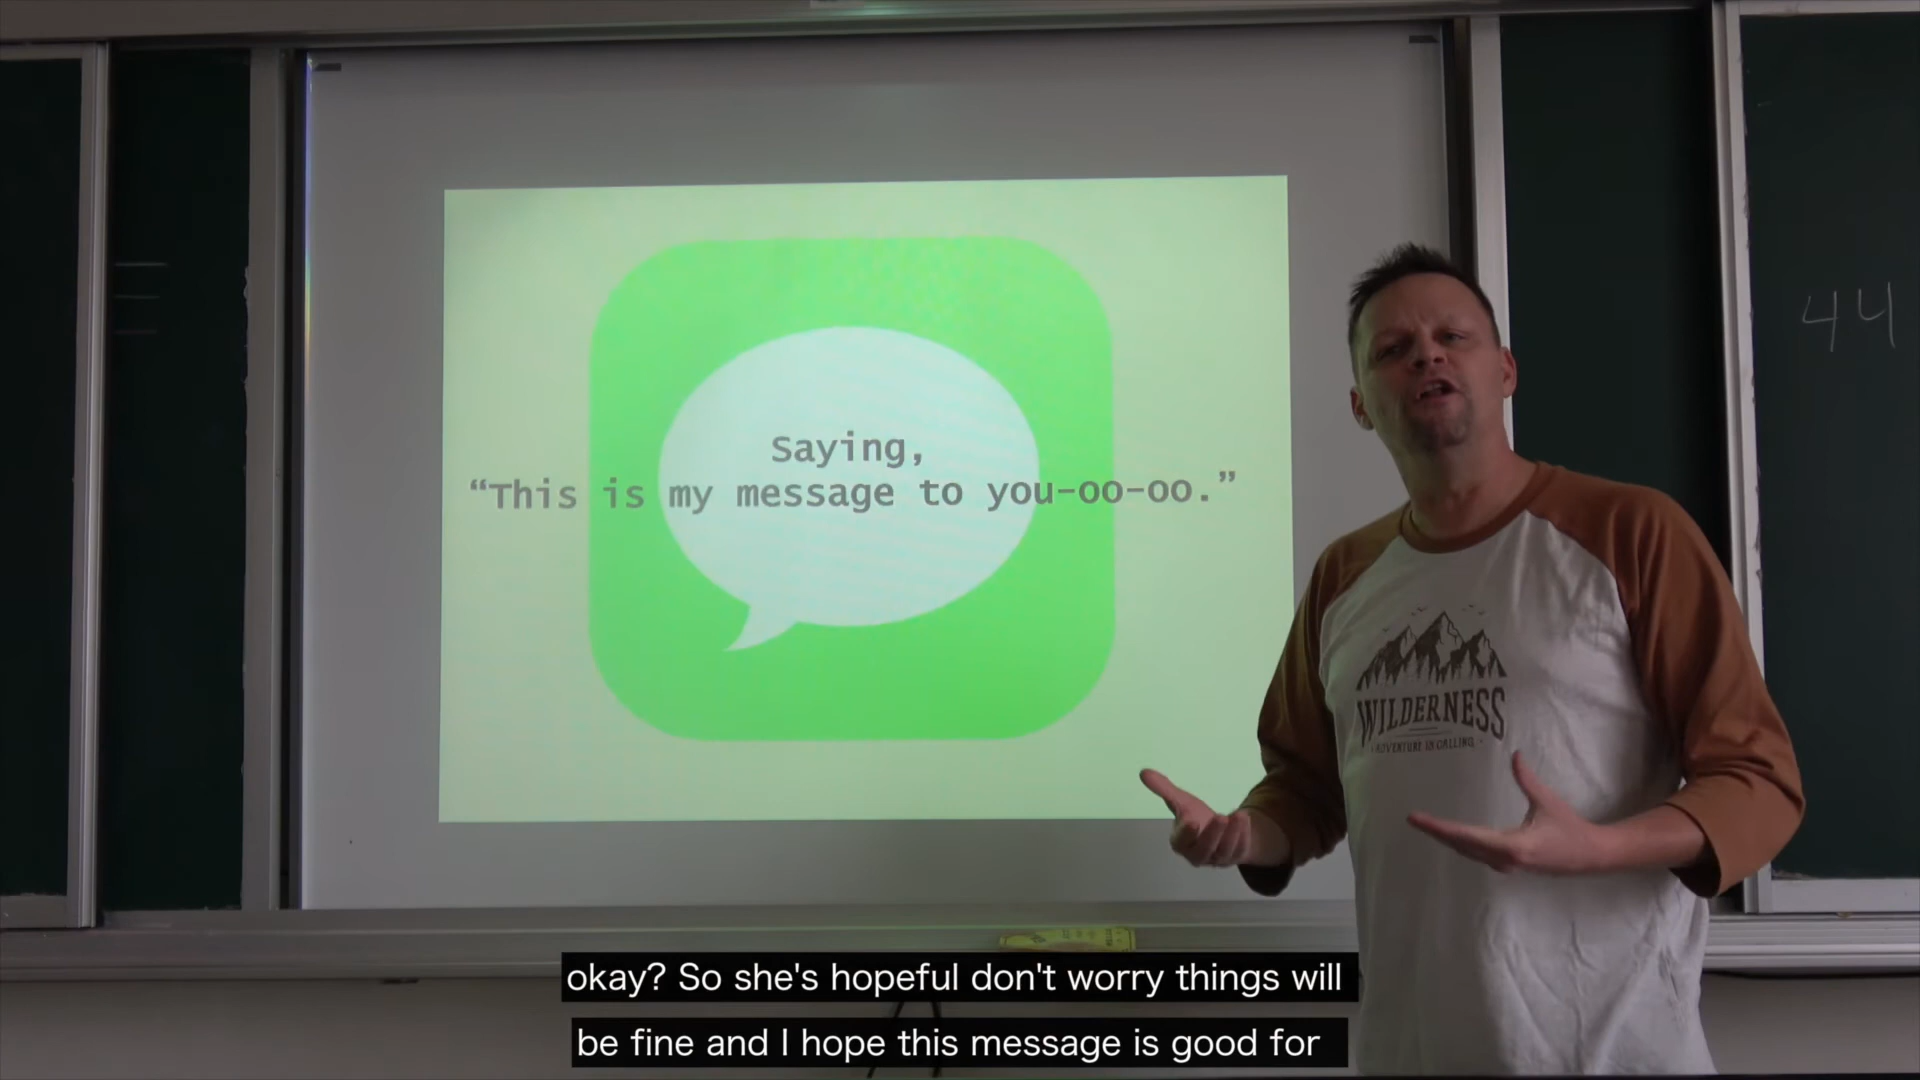 Saying,
“This is my message to you-oo-oo.”
44
WILDERNESS
ADVENTURE IS CALLING
okay? So she's hopeful don't worry things will
be fine and I hope this message is good for